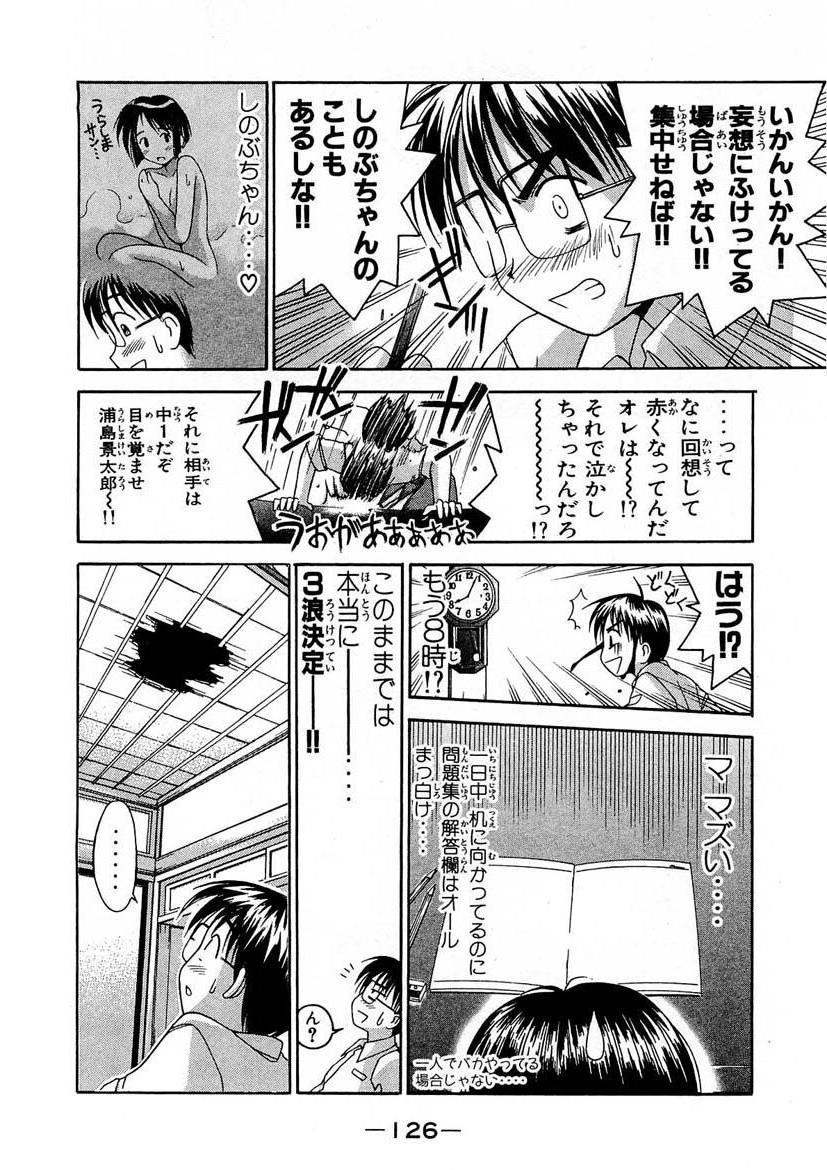 いかんいかん！
妄想にふけってる
場合じゃない!!
集中せねば!!
しのぶちゃんの
ことも
あるしな!!
しのぶちゃん‥‥♡
うらしま
サン…
‥‥って
なに回想して
赤くなってんだ
オレは〜〜!?
それで泣かし
ちゃったんだろ
〜〜〜っ!?
うおがあぁぁぁぁぁ
それに相手は
中1だぞ
目を覚ませ
浦島景太郎
〜〜!!
はう!?
もう8時!?
マ マズい‥‥
一日中 机に向かってるのに
問題集の解答欄はオール
まっ白け‥‥
一人でバカやってる
場合じゃない‥‥
このままでは
本当に――‥‥
3浪決定――!!
ん？
‥‥‥
—126—